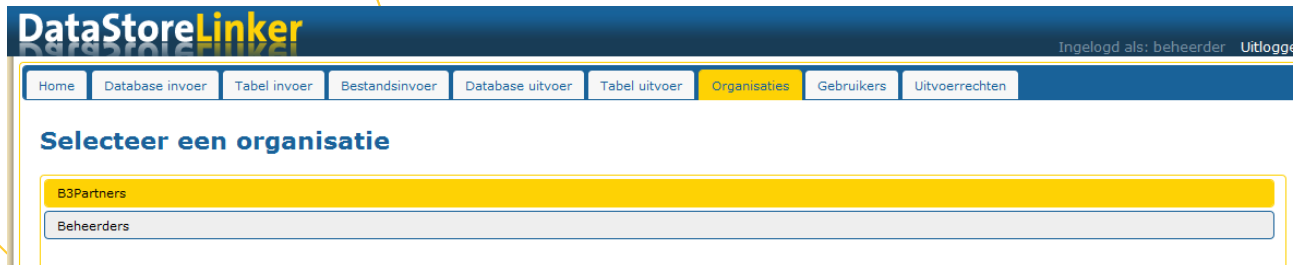 DataStoreLinker
Ingelogd als: beheerder Uitlogge
Home Database invoer Tabel invoer Bestandsinvoer Database uitvoer Tabel uitvoer Organisaties Gebruikers Uitvoerrechten
Selecteer een organisatie
B3Partners
Beheerders